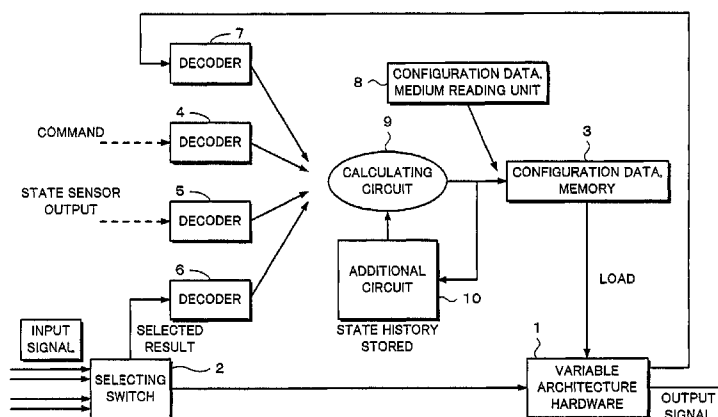 7
DECODER
8
CONFIGURATION DATA,
MEDIUM READING UNIT
4
COMMAND
DECODER
9
CALCULATING
CIRCUIT
3
CONFIGURATION DATA,
MEMORY
STATE SENSOR
OUTPUT
5
DECODER
6
DECODER
ADDITIONAL
CIRCUIT
10
STATE HISTORY
STORED
LOAD
INPUT
SIGNAL
SELECTED
RESULT
SELECTING
SWITCH
2
1
VARIABLE
ARCHITECTURE
HARDWARE
OUTPUT
SIGNAL